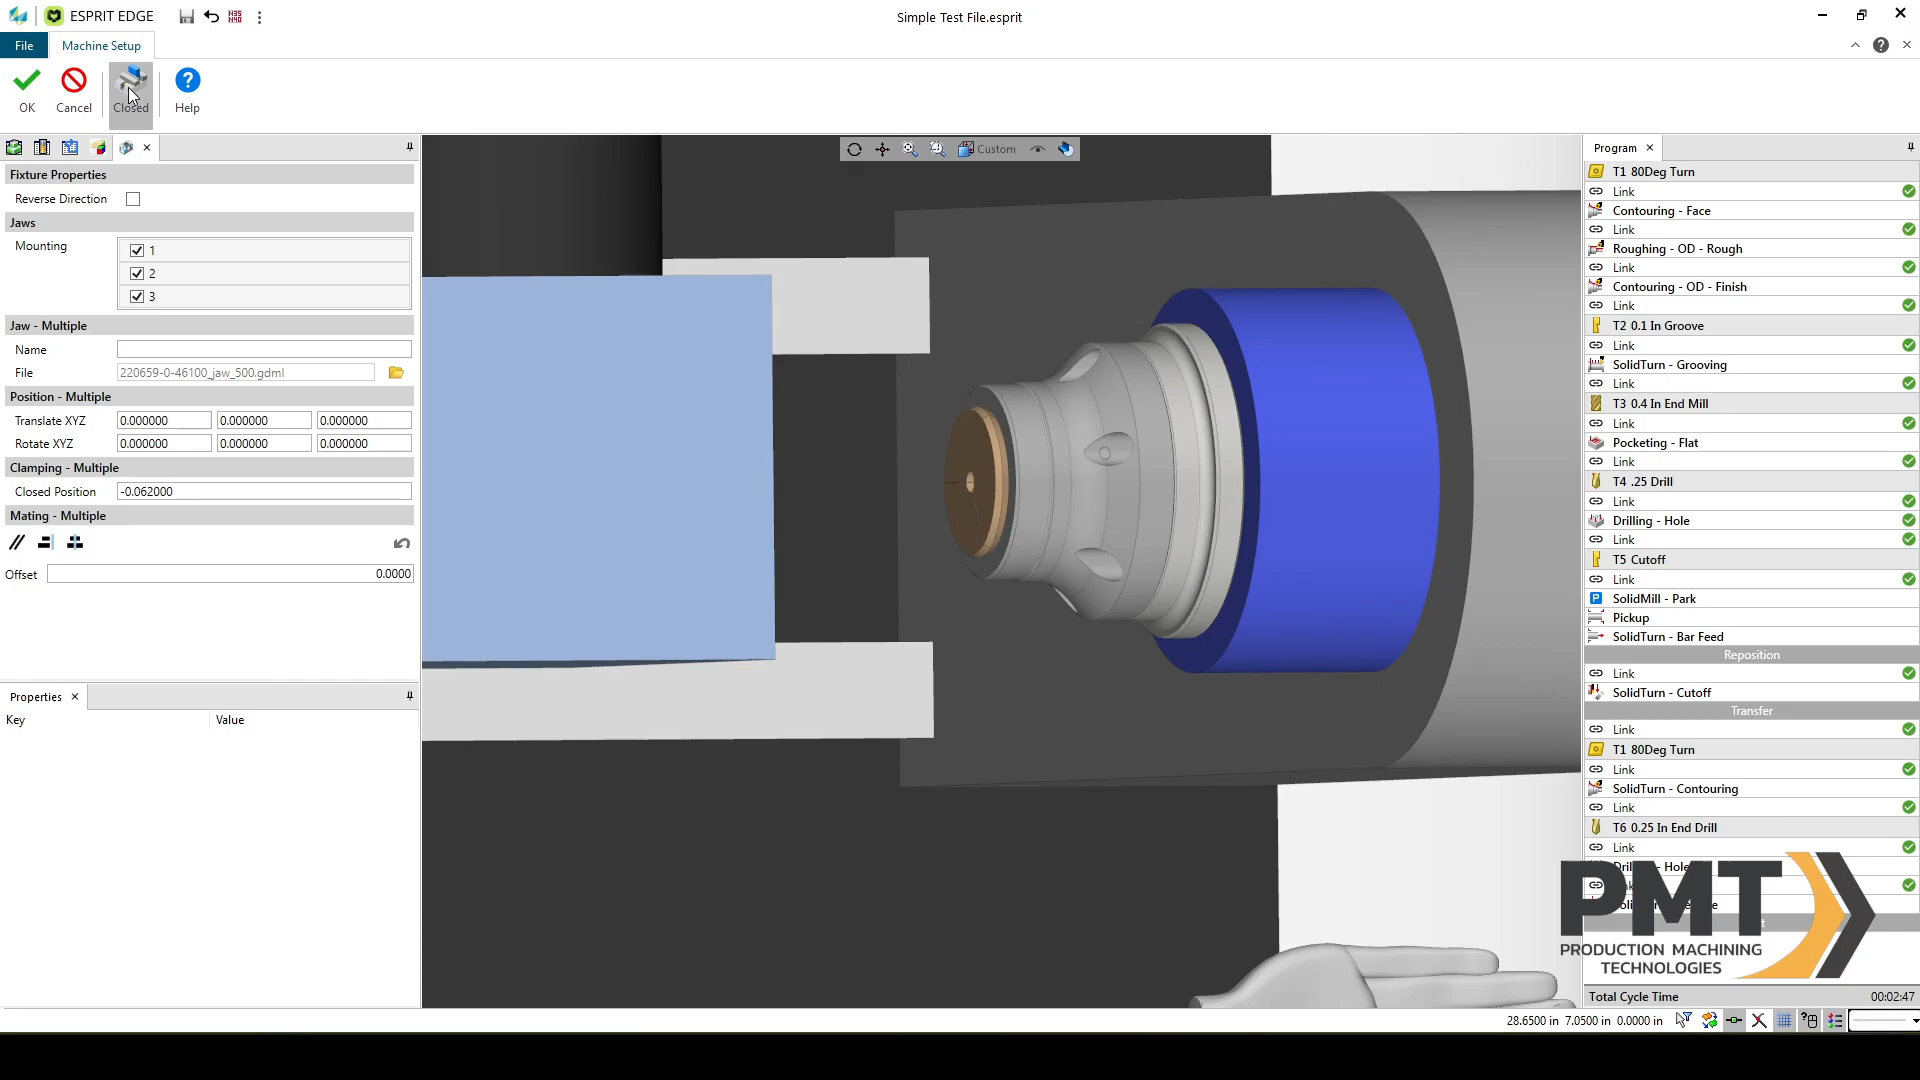 ESPRIT EDGE
Simple Test File.esprit
File
Machine Setup
OK
Cancel
Closed
Help
Fixture Properties
Reverse Direction
Jaws
Mounting
1
2
3
Jaw - Multiple
Name
File
220659-0-46100_jaw_500.gdml
Position - Multiple
Translate XYZ
0.000000
0.000000
0.000000
Rotate XYZ
0.000000
0.000000
0.000000
Clamping - Multiple
Closed Position
-0.062000
Mating - Multiple
Offset
0.0000
Properties
Key
Value
Custom
Program
T1 80Deg Turn
Link
Contouring - Face
Link
Roughing - OD - Rough
Link
Contouring - OD - Finish
Link
T2 0.1 In Groove
Link
SolidTurn - Grooving
Link
T3 0.4 In End Mill
Link
Pocketing - Flat
Link
T4 .25 Drill
Link
Drilling - Hole
Link
T5 Cutoff
Link
SolidMill - Park
Pickup
SolidTurn - Bar Feed
Reposition
Link
SolidTurn - Cutoff
Transfer
Link
T1 80Deg Turn
Link
SolidTurn - Contouring
Link
T6 0.25 In End Drill
Link
PMT
PRODUCTION MACHINING
TECHNOLOGIES
Total Cycle Time
00:02:47
28.6500 in 7.0500 in 0.0000 in